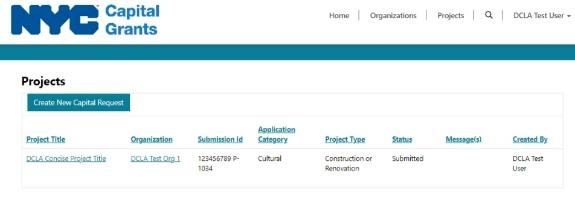 NYC Capital Grants
Home | Organizations | Projects | DCLA Test User
Projects
Create New Capital Request
Project Title Organization Submission Id Application Category Project Type Status Message(s) Created By
DCLA Concise Project Title DCLA Test Org 1 123456789 P-1034 Cultural Construction or Renovation Submitted DCLA Test User